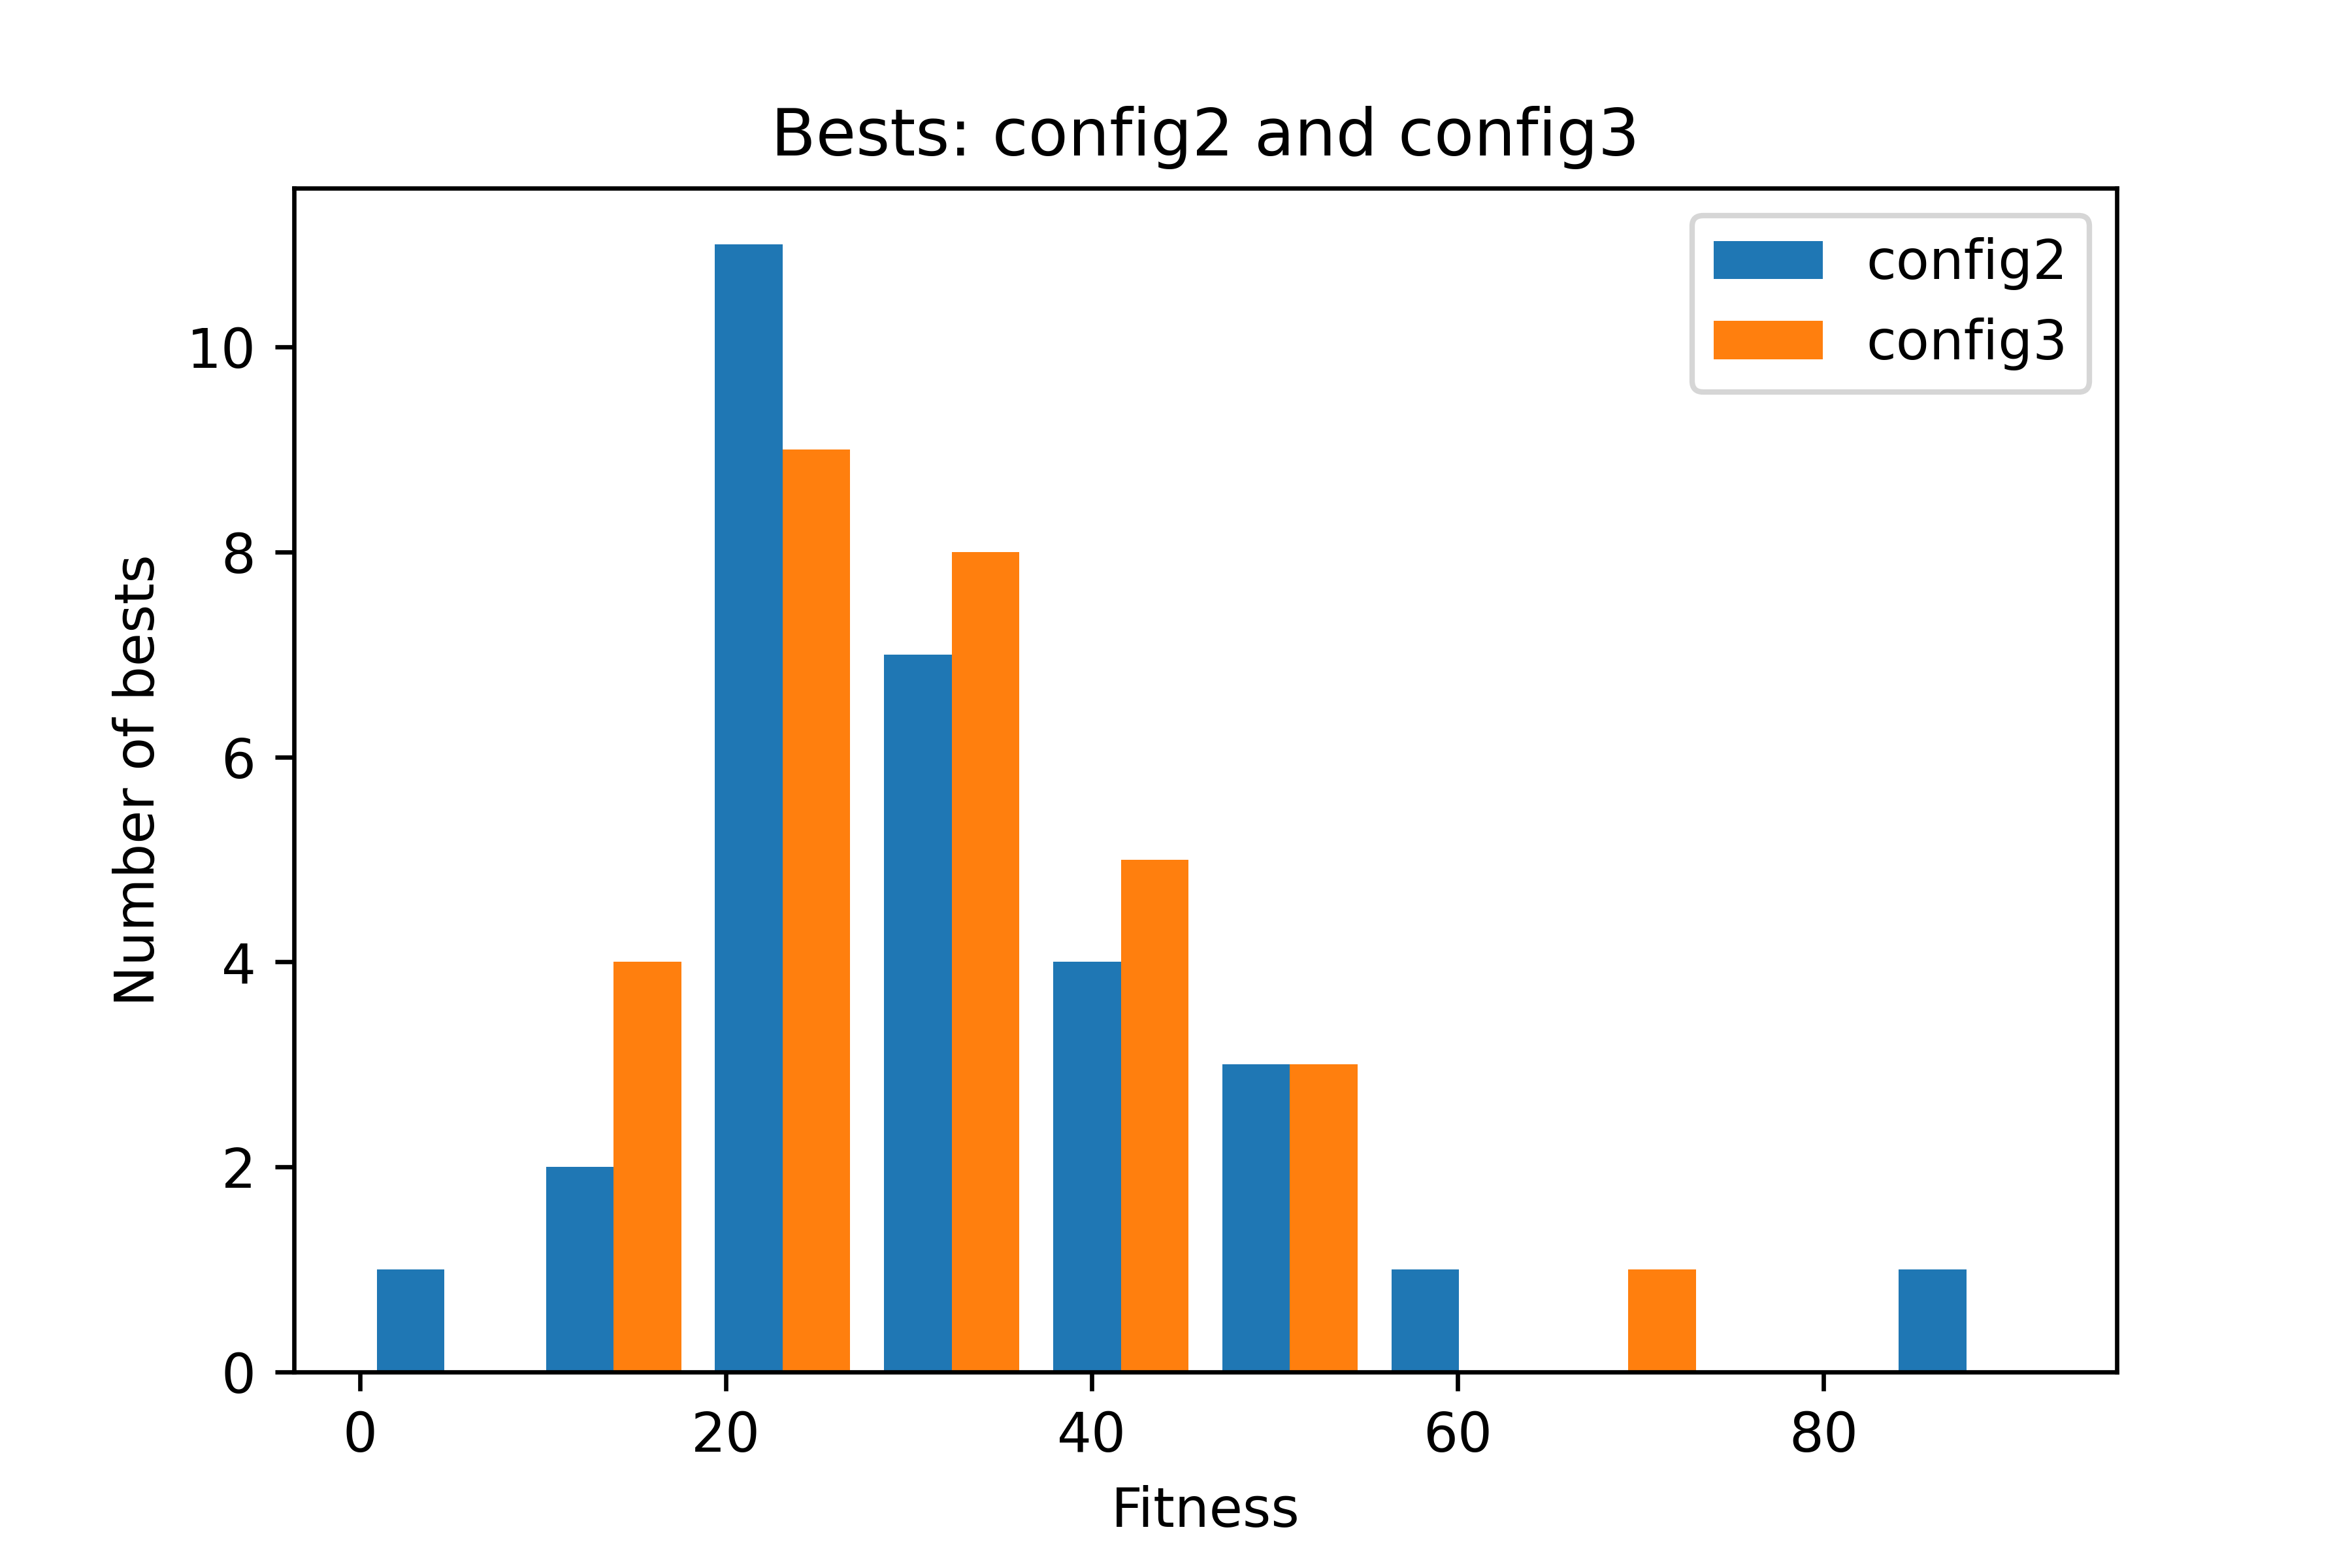 Bests: config2 and config3
config2
config3
10
8
6
4
2
0
Number of bests
0 20 40 60 80
Fitness